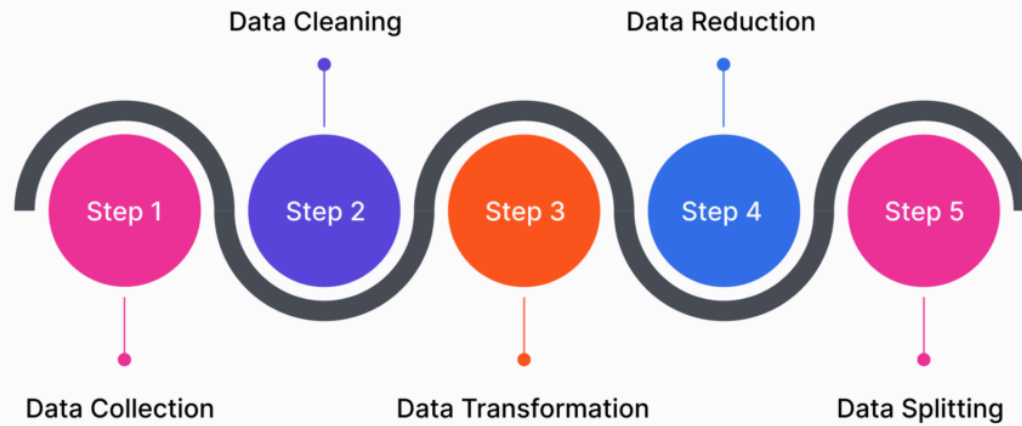 Data Cleaning
Data Reduction
Step 1
Step 2
Step 3
Step 4
Step 5
Data Collection
Data Transformation
Data Splitting